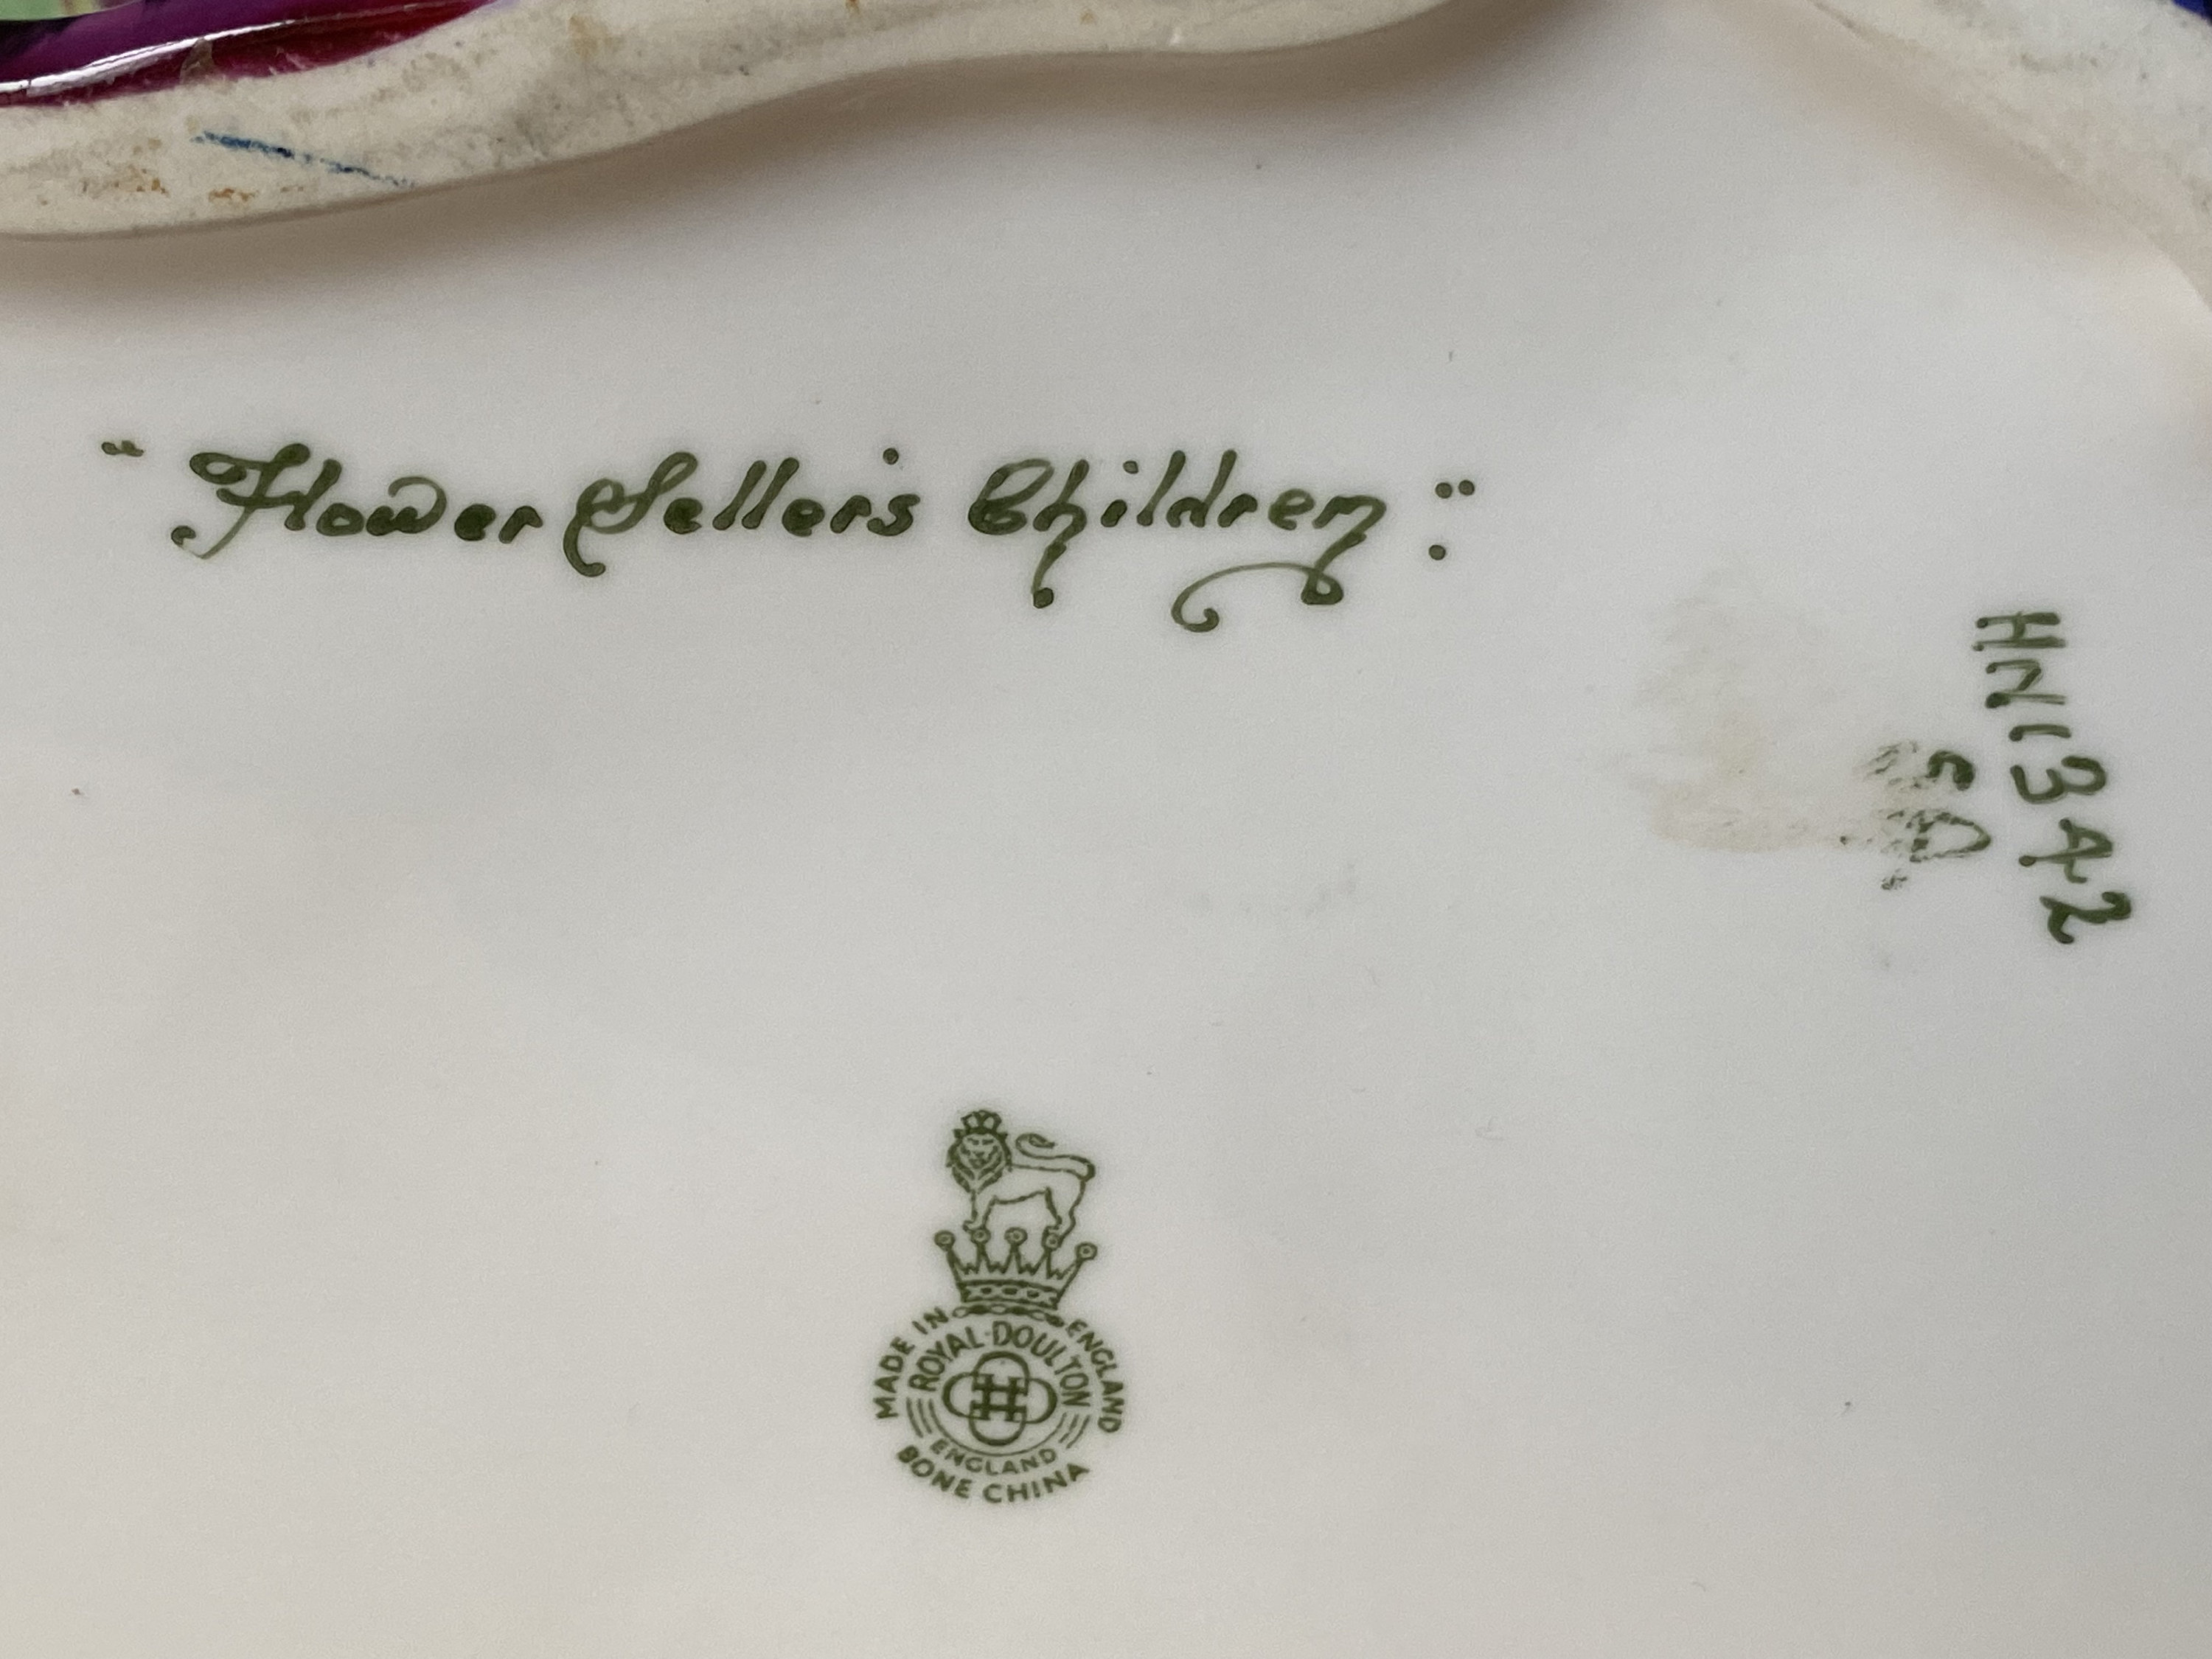 "Flower Seller's Children."
HN1342
MADE IN ENGLAND
ROYAL·DOULTON
ENGLAND
BONE CHINA